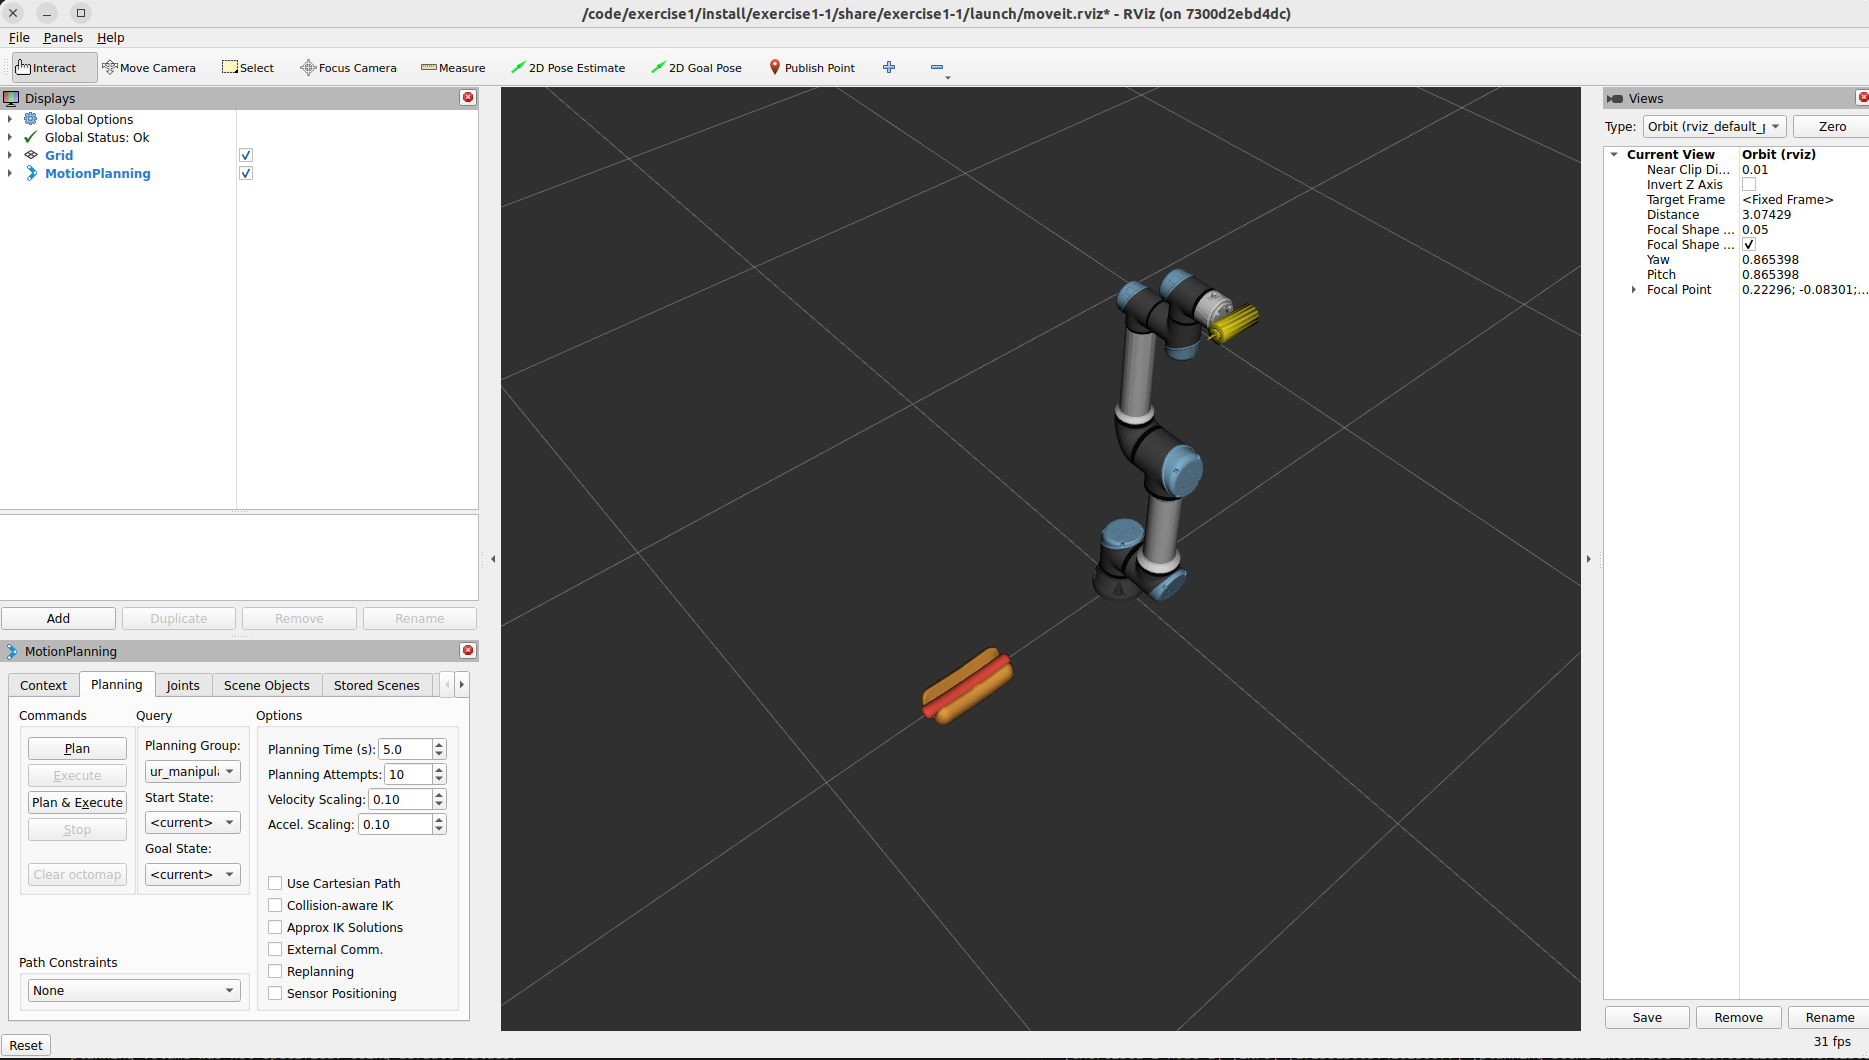 /code/exercise1/install/exercise1-1/share/exercise1-1/launch/moveit.rviz* - RViz (on 7300d2ebd4dc)
File Panels Help
Interact Move Camera Select Focus Camera Measure 2D Pose Estimate 2D Goal Pose Publish Point
Displays
Global Options
Global Status: Ok
Grid
MotionPlanning
Add Duplicate Remove Rename
MotionPlanning
Context Planning Joints Scene Objects Stored Scenes
Commands Query Options
Plan
Execute
Plan & Execute
Stop
Clear octomap
Planning Group:
ur_manipula
Start State:
<current>
Goal State:
<current>
Planning Time (s): 5.0
Planning Attempts: 10
Velocity Scaling: 0.10
Accel. Scaling: 0.10
Use Cartesian Path
Collision-aware IK
Approx IK Solutions
External Comm.
Replanning
Sensor Positioning
Path Constraints
None
Reset
Views
Type: Orbit (rviz_default_ Zero
Current View Orbit (rviz)
Near Clip Di... 0.01
Invert Z Axis
Target Frame <Fixed Frame>
Distance 3.07429
Focal Shape ... 0.05
Focal Shape ...
Yaw 0.865398
Pitch 0.865398
Focal Point 0.22296; -0.08301;...
Save Remove Rename
31 fps